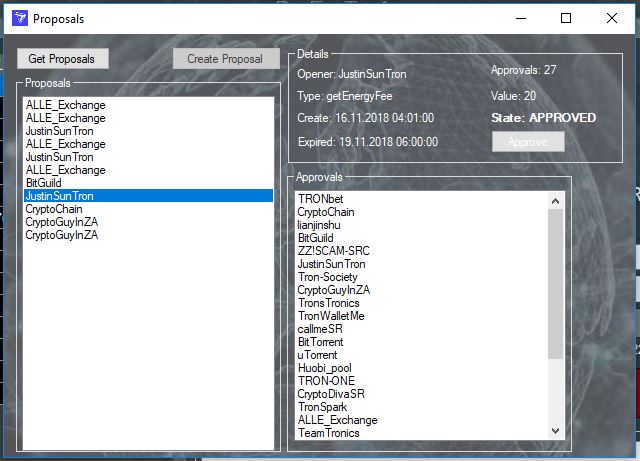 Proposals
Get Proposals
Create Proposal
Proposals
ALLE_Exchange
ALLE_Exchange
JustinSunTron
ALLE_Exchange
JustinSunTron
ALLE_Exchange
BitGuild
JustinSunTron
CryptoChain
CryptoGuyInZA
CryptoGuyInZA
Details
Opener: JustinSunTron
Approvals: 27
Type: getEnergyFee
Value: 20
Create: 16.11.2018 04:01:00
State: APPROVED
Expired: 19.11.2018 06:00:00
Approve
Approvals
TRONbet
CryptoChain
lianjinshu
BitGuild
ZZ!SCAM-SRC
JustinSunTron
Tron-Society
CryptoGuyInZA
TronsTronics
TronWalletMe
callmeSR
BitTorrent
uTorrent
Huobi_pool
TRON-ONE
CryptoDivaSR
TronSpark
ALLE_Exchange
TeamTronics